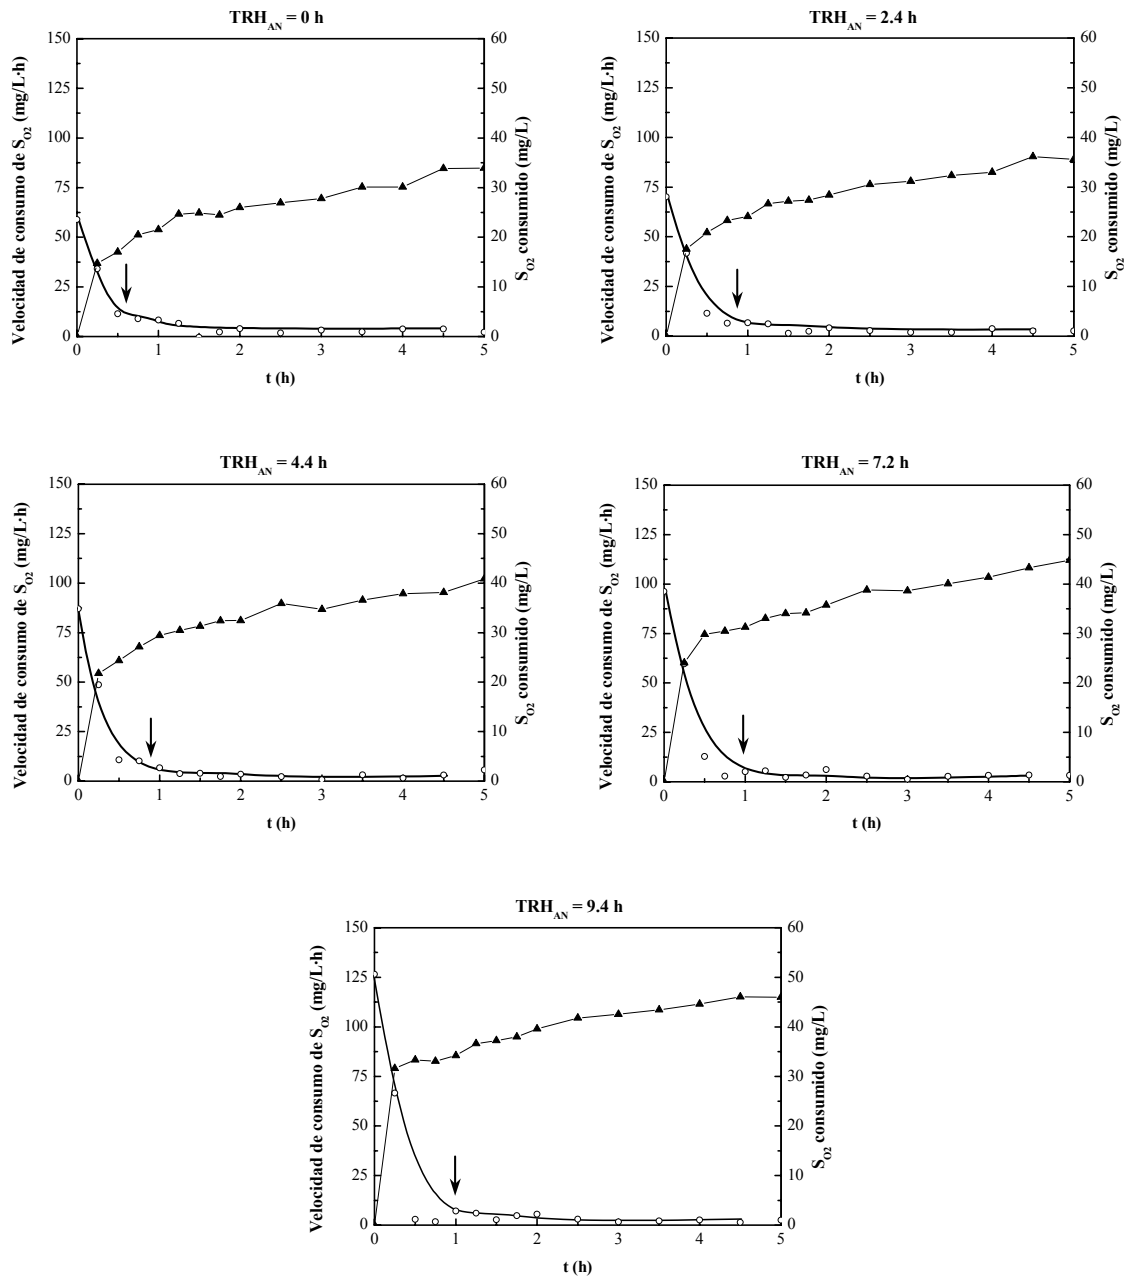 TRH_AN = 0 h
Velocidad de consumo de S_O2 (mg/L·h)
150
125
100
75
50
25
0
60
50
40
30
20
10
0
S_O2 consumido (mg/L)
0 1 2 3 4 5
t (h)
TRH_AN = 2.4 h
Velocidad de consumo de S_O2 (mg/L·h)
150
125
100
75
50
25
0
60
50
40
30
20
10
0
S_O2 consumido (mg/L)
0 1 2 3 4 5
t (h)
TRH_AN = 4.4 h
Velocidad de consumo de S_O2 (mg/L·h)
150
125
100
75
50
25
0
60
50
40
30
20
10
0
S_O2 consumido (mg/L)
0 1 2 3 4 5
t (h)
TRH_AN = 7.2 h
Velocidad de consumo de S_O2 (mg/L·h)
150
125
100
75
50
25
0
60
50
40
30
20
10
0
S_O2 consumido (mg/L)
0 1 2 3 4 5
t (h)
TRH_AN = 9.4 h
Velocidad de consumo de S_O2 (mg/L·h)
150
125
100
75
50
25
0
60
50
40
30
20
10
0
S_O2 consumido (mg/L)
0 1 2 3 4 5
t (h)